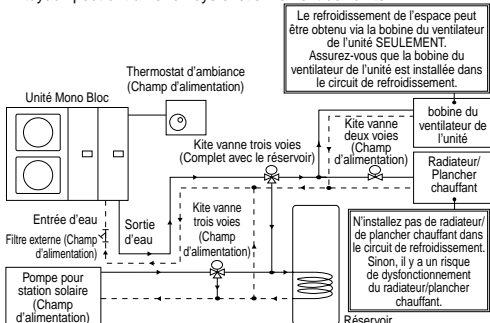 Le refroidissement de l'espace peut
être obtenu via la bobine du ventilateur
de l'unité SEULEMENT.
Assurez-vous que la bobine du
ventilateur de l'unité est installée dans
le circuit de refroidissement.
Thermostat d'ambiance
(Champ d'alimentation)
Unité Mono Bloc
Kite vanne trois voies
(Complet avec le réservoir)
Kite vanne
deux voies
(Champ
d'alimentation)
bobine du
ventilateur de
l'unité
Radiateur/
Plancher
chauffant
Entrée d'eau
Filtre externe (Champ
d'alimentation)
Sortie
d'eau
Kite vanne
trois voies
(Champ
d'alimentation)
N'installez pas de radiateur/
de plancher chauffant dans
le circuit de refroidissement.
Sinon, il y a un risque
de dysfonctionnement
du radiateur/plancher
chauffant.
Pompe pour
station solaire
(Champ
d'alimentation)
Réservoir